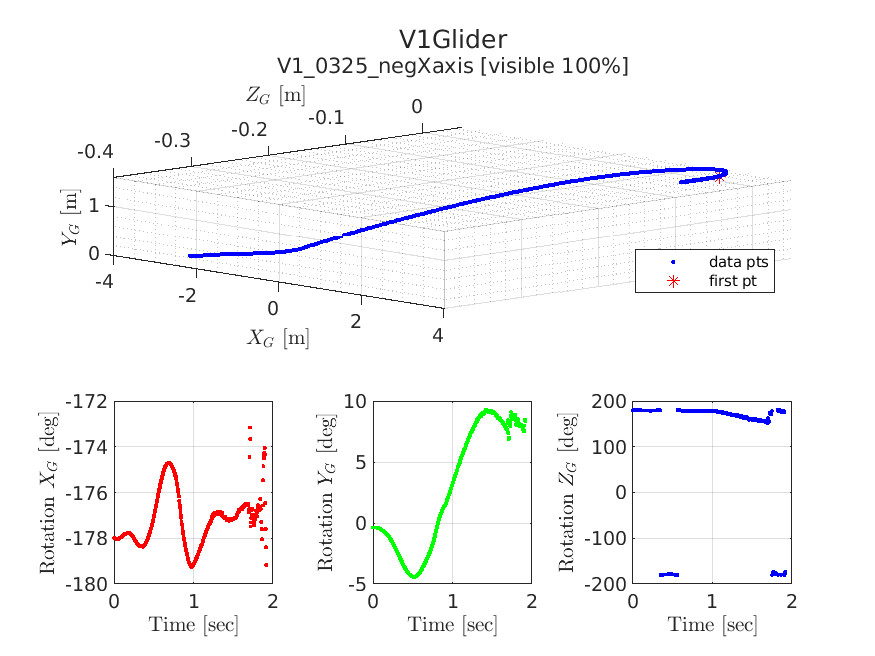 V1Glider
V1_0325_negXaxis [visible 100%]
Z_G [m]
-0.4 -0.3 -0.2 -0.1 0
Y_G [m]
1
0
-4 -2 0 2 4
X_G [m]
data pts
first pt
Rotation X_G [deg]
-172
-174
-176
-178
-180
0 1 2
Time [sec]
Rotation Y_G [deg]
10
5
0
-5
0 1 2
Time [sec]
Rotation Z_G [deg]
200
100
0
-100
-200
0 1 2
Time [sec]